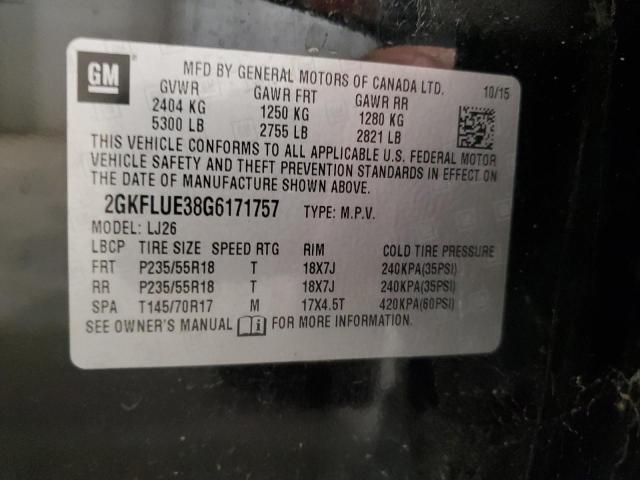 GM
MFD BY GENERAL MOTORS OF CANADA LTD.
GVWR GAWR FRT GAWR RR 10/15
2404 KG 1250 KG 1280 KG
5300 LB 2755 LB 2821 LB
THIS VEHICLE CONFORMS TO ALL APPLICABLE U.S. FEDERAL MOTOR
VEHICLE SAFETY AND THEFT PREVENTION STANDARDS IN EFFECT ON
THE DATE OF MANUFACTURE SHOWN ABOVE.
2GKFLUE38G6171757 TYPE: M.P.V.
MODEL: LJ26
LBCP TIRE SIZE SPEED RTG RIM COLD TIRE PRESSURE
FRT P235/55R18 T 18X7J 240KPA(35PSI)
RR P235/55R18 T 18X7J 240KPA(35PSI)
SPA T145/70R17 M 17X4.5T 420KPA(60PSI)
SEE OWNER'S MANUAL FOR MORE INFORMATION.